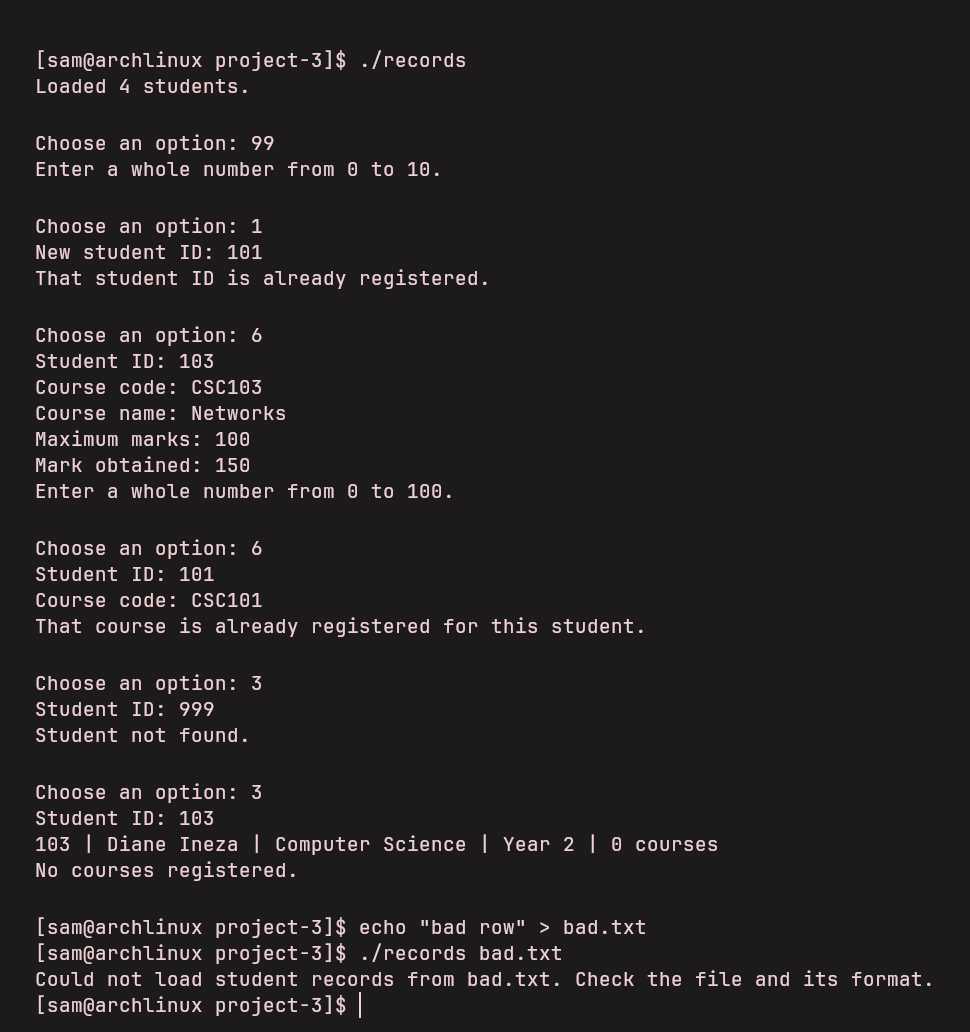 [sam@archlinux project-3]$ ./records
Loaded 4 students.
Choose an option: 99
Enter a whole number from 0 to 10.
Choose an option: 1
New student ID: 101
That student ID is already registered.
Choose an option: 6
Student ID: 103
Course code: CSC103
Course name: Networks
Maximum marks: 100
Mark obtained: 150
Enter a whole number from 0 to 100.
Choose an option: 6
Student ID: 101
Course code: CSC101
That course is already registered for this student.
Choose an option: 3
Student ID: 999
Student not found.
Choose an option: 3
Student ID: 103
103 | Diane Ineza | Computer Science | Year 2 | 0 courses
No courses registered.
[sam@archlinux project-3]$ echo "bad row" > bad.txt
[sam@archlinux project-3]$ ./records bad.txt
Could not load student records from bad.txt. Check the file and its format.
[sam@archlinux project-3]$